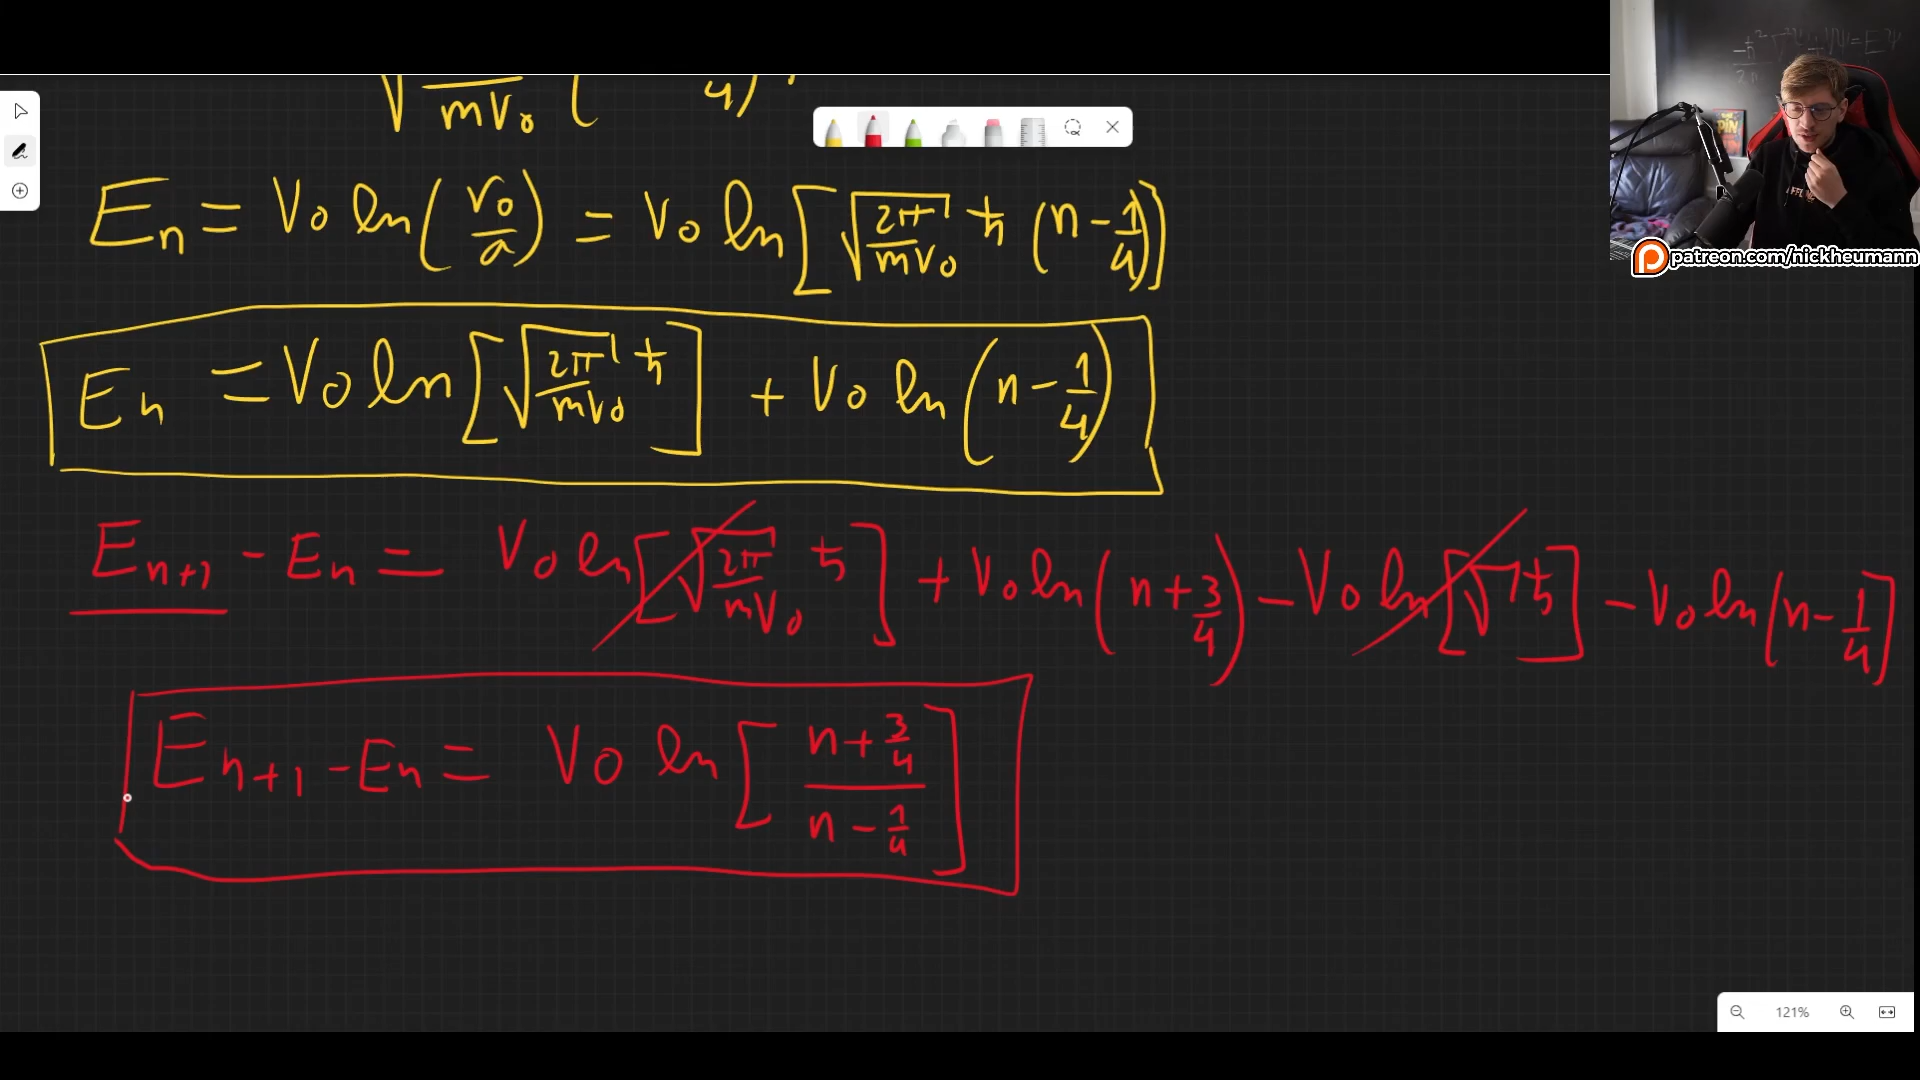 √ mV₀ ( 4) .
Eₙ = V₀ ln(r₀/a) = V₀ ln[√(2π/mV₀) ħ (n − 1/4)]
Eₙ = V₀ ln[√(2π/mV₀) ħ] + V₀ ln(n − 1/4)
Eₙ₊₁ − Eₙ = V₀ ln[√(2π/mV₀) ħ] + V₀ ln(n + 3/4) − V₀ ln[√ ħ] − V₀ ln(n − 1/4]
Eₙ₊₁ − Eₙ = V₀ ln[(n + 3/4)/(n − 1/4)]
patreon.com/nickheumann
121%